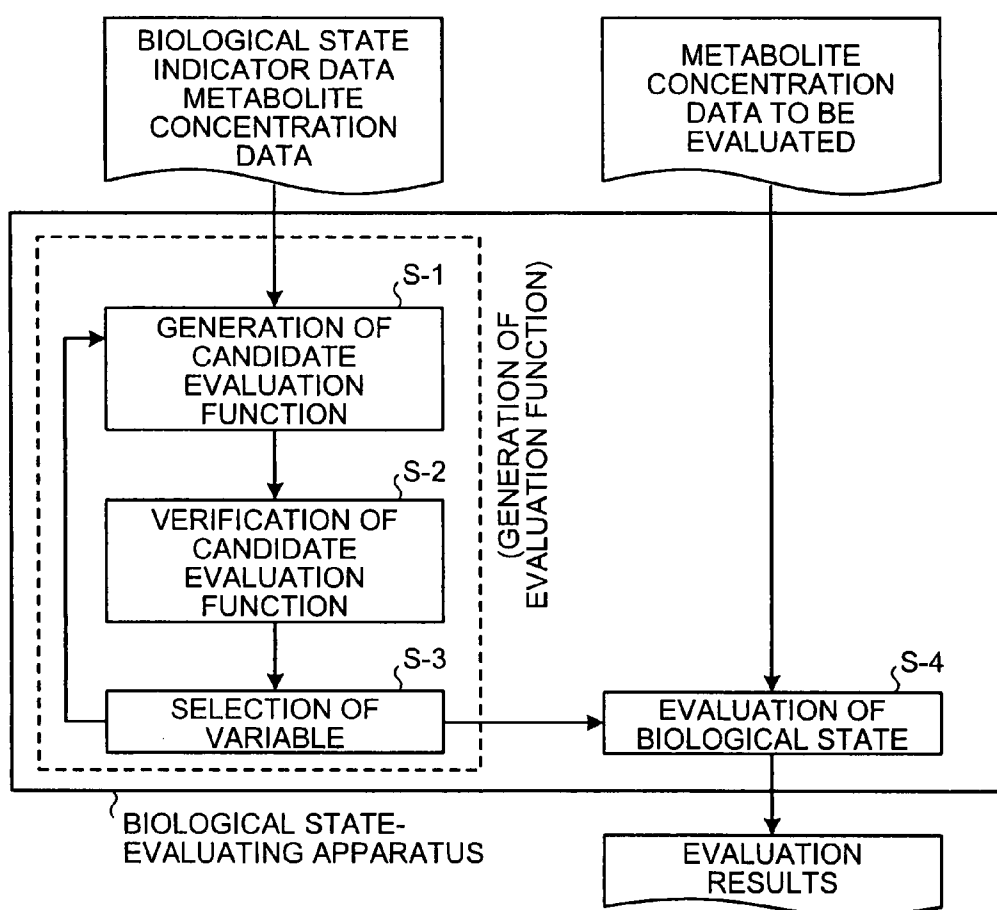 BIOLOGICAL STATE
INDICATOR DATA
METABOLITE
CONCENTRATION
DATA
METABOLITE
CONCENTRATION
DATA TO BE
EVALUATED
S-1
GENERATION OF
CANDIDATE
EVALUATION
FUNCTION
(GENERATION OF
EVALUATION FUNCTION)
S-2
VERIFICATION OF
CANDIDATE
EVALUATION
FUNCTION
S-3
SELECTION OF
VARIABLE
S-4
EVALUATION OF
BIOLOGICAL STATE
BIOLOGICAL STATE-
EVALUATING APPARATUS
EVALUATION
RESULTS